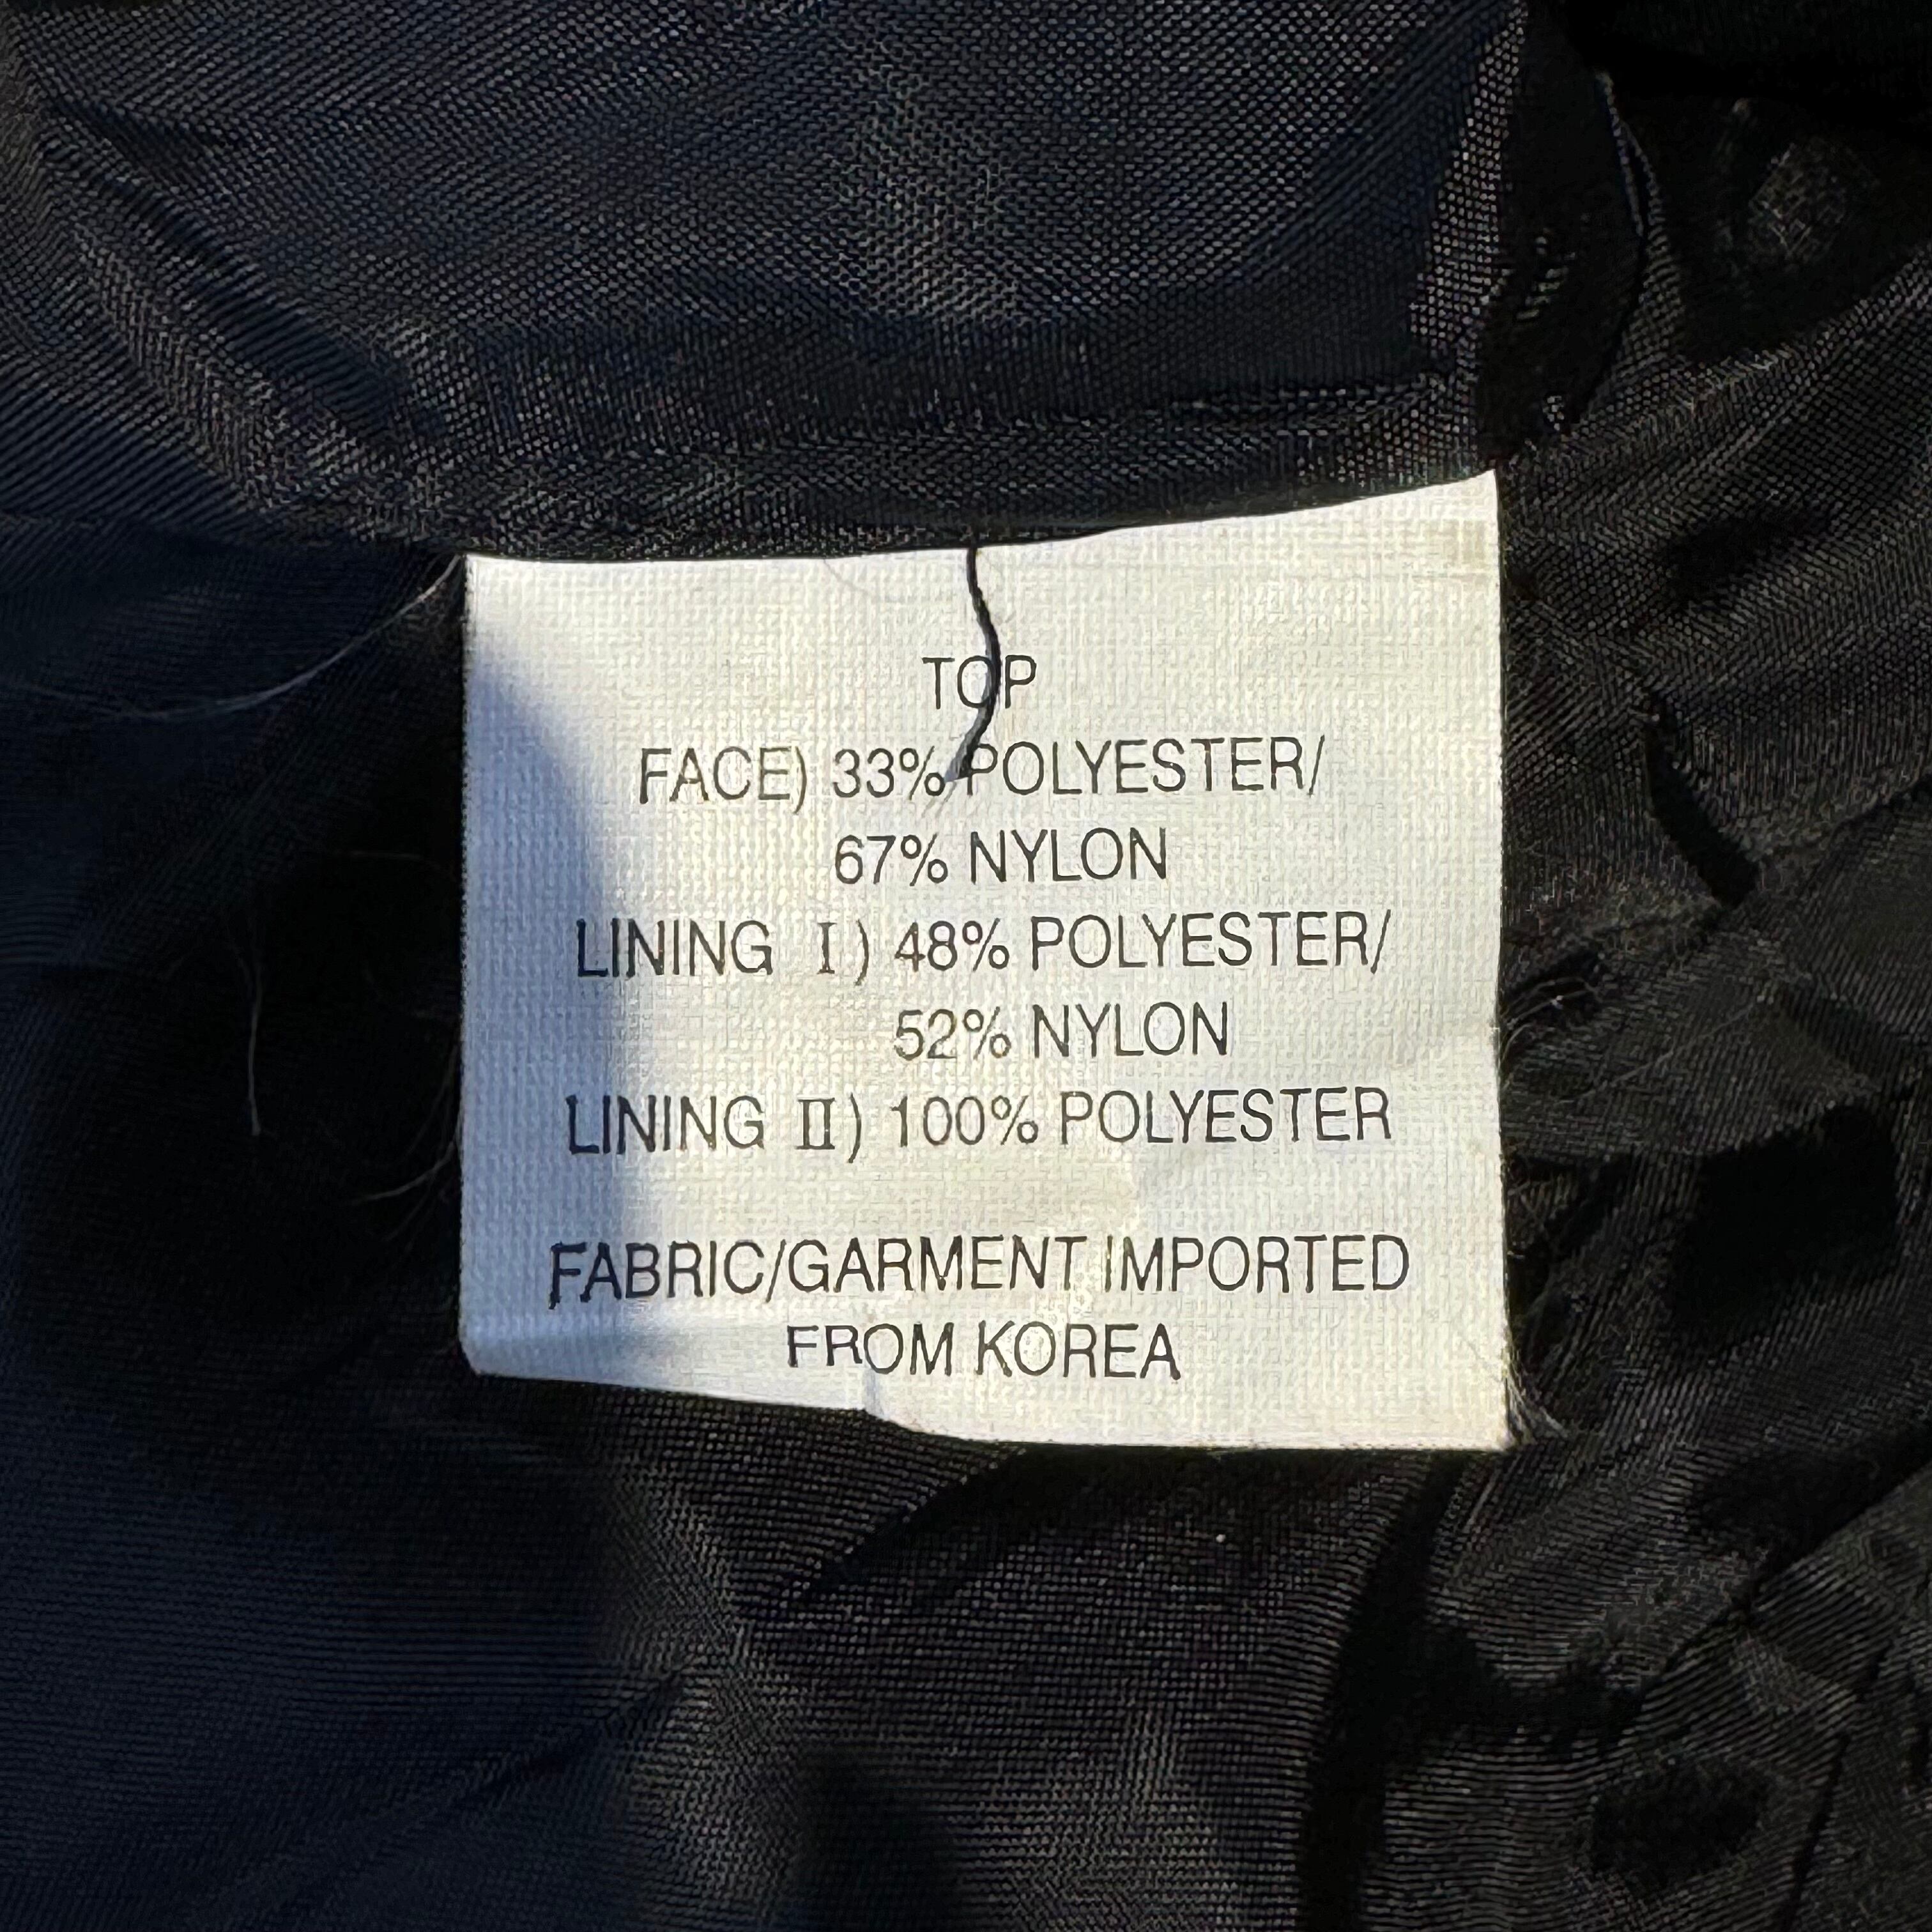 TOP
FACE) 33% POLYESTER/
67% NYLON
LINING Ⅰ) 48% POLYESTER/
52% NYLON
LINING Ⅱ) 100% POLYESTER
FABRIC/GARMENT IMPORTED
FROM KOREA